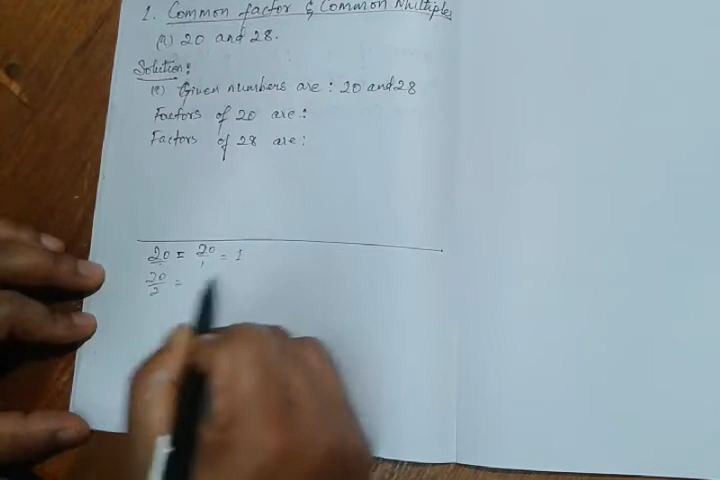 1. Common factor & Common Multiples
(a) 20 and 28.
Solution:
(a) Given numbers are: 20 and 28
Factors of 20 are:
Factors of 28 are:
20 = 20/1 = 1
20/2 =